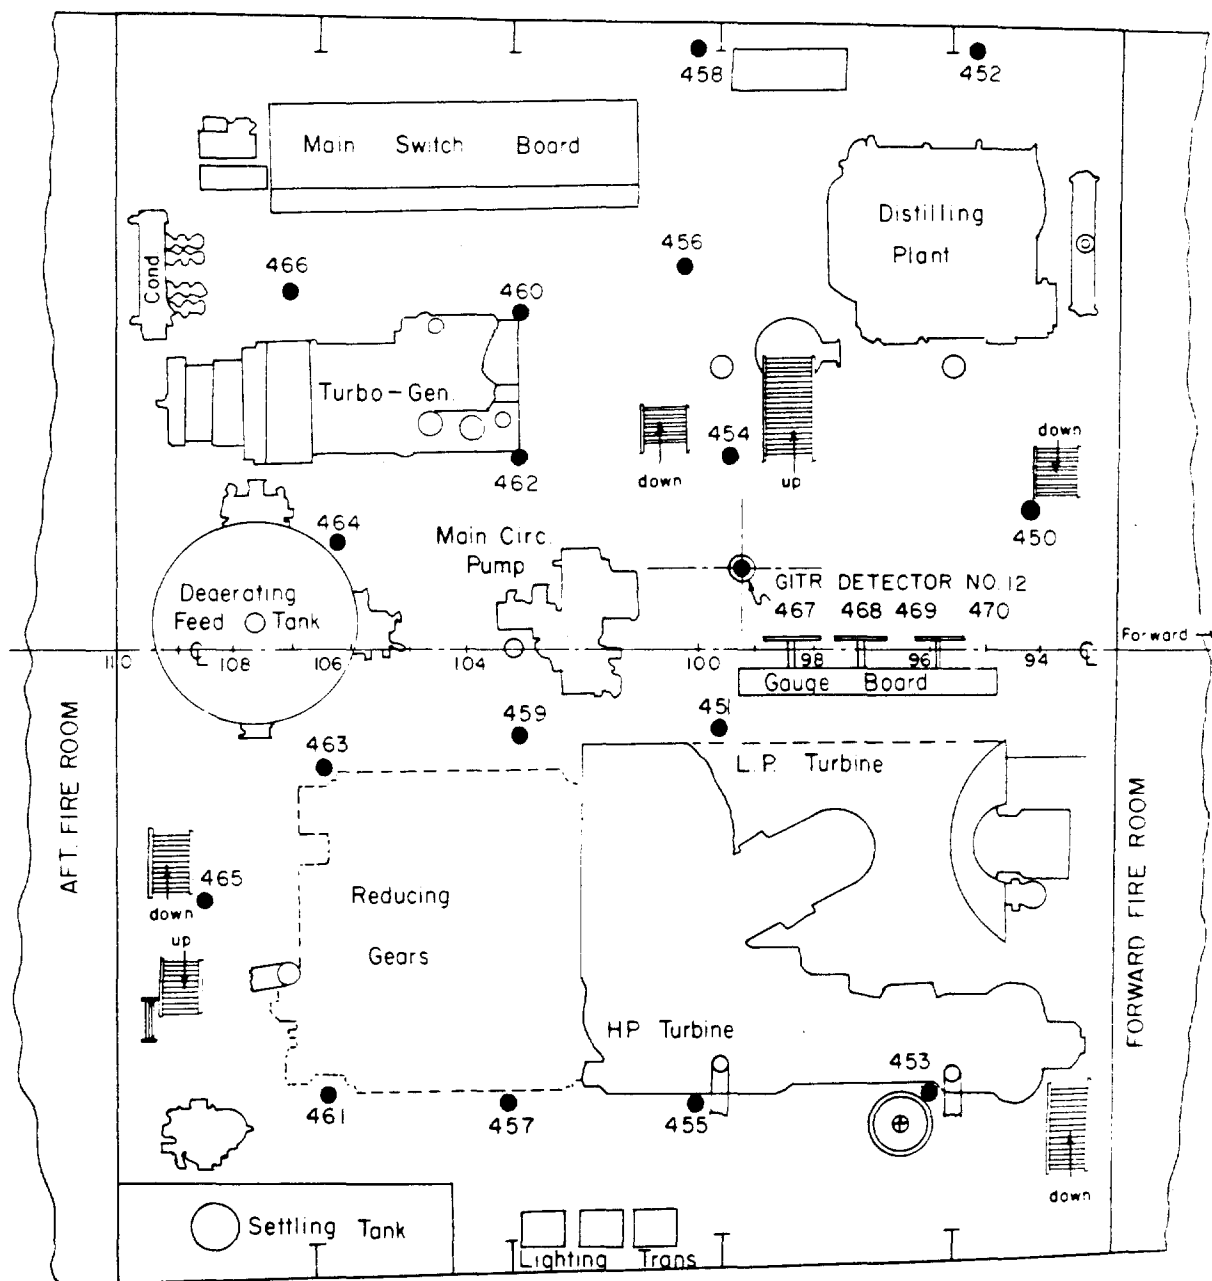 458
452
Main Switch Board
Distilling
Plant
456
466
Cond
460
Turbo-Gen.
454
down
down
up
462
450
464
Main Circ.
Pump
GITR DETECTOR NO. 12
467 468 469 470
Deaerating
Feed Tank
Forward
110 ℄ 108 106 104 100 98 96 94 ℄
Gauge Board
459
451
463
L.P. Turbine
AFT. FIRE ROOM
FORWARD FIRE ROOM
465
down
up
Reducing
Gears
HP Turbine
453
461
457
455
down
Settling Tank
Lighting Trans